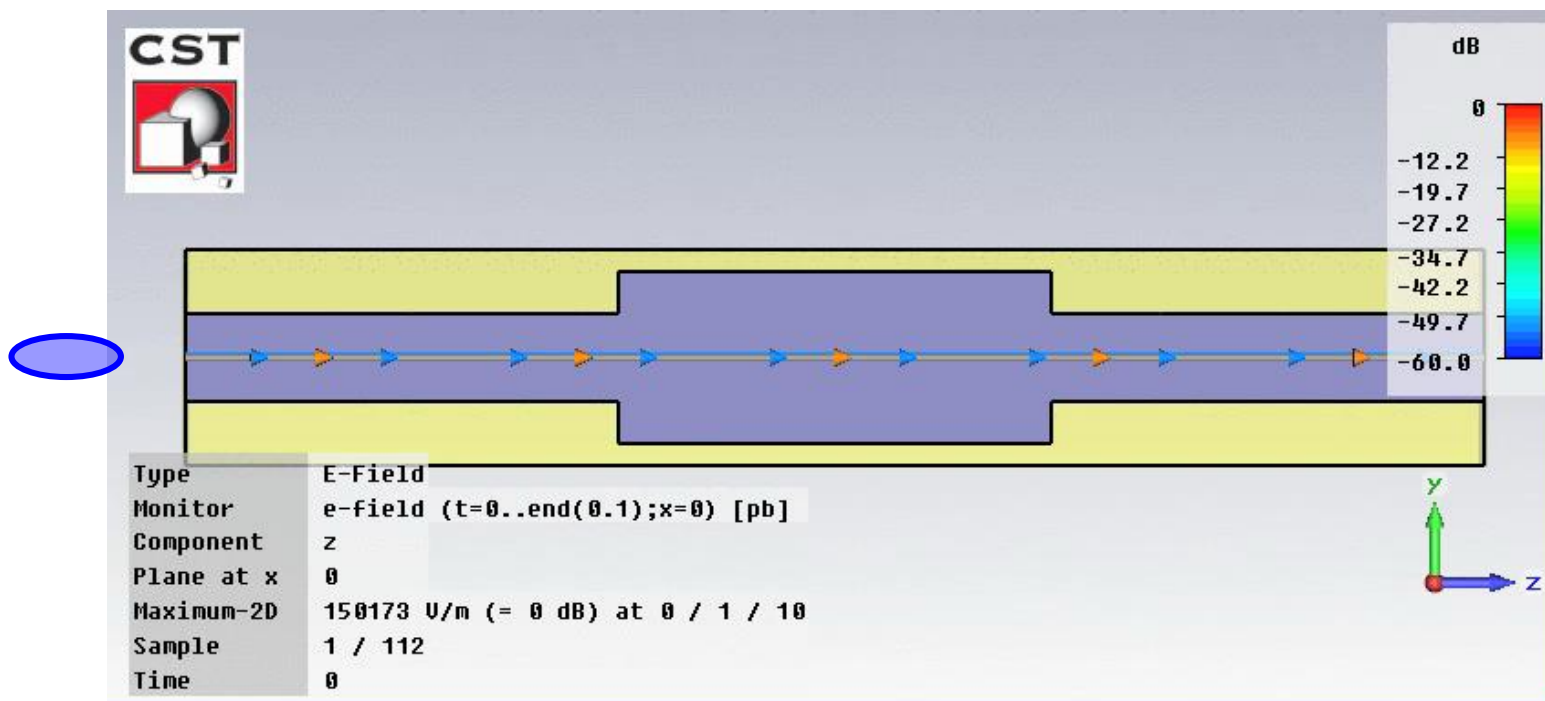 CST
dB
0
-12.2
-19.7
-27.2
-34.7
-42.2
-49.7
-60.0
Type E-Field
Monitor e-field (t=0..end(0.1);x=0) [pb]
Component z
Plane at x 0
Maximum-2D 150173 V/m (= 0 dB) at 0 / 1 / 10
Sample 1 / 112
Time 0
y
z